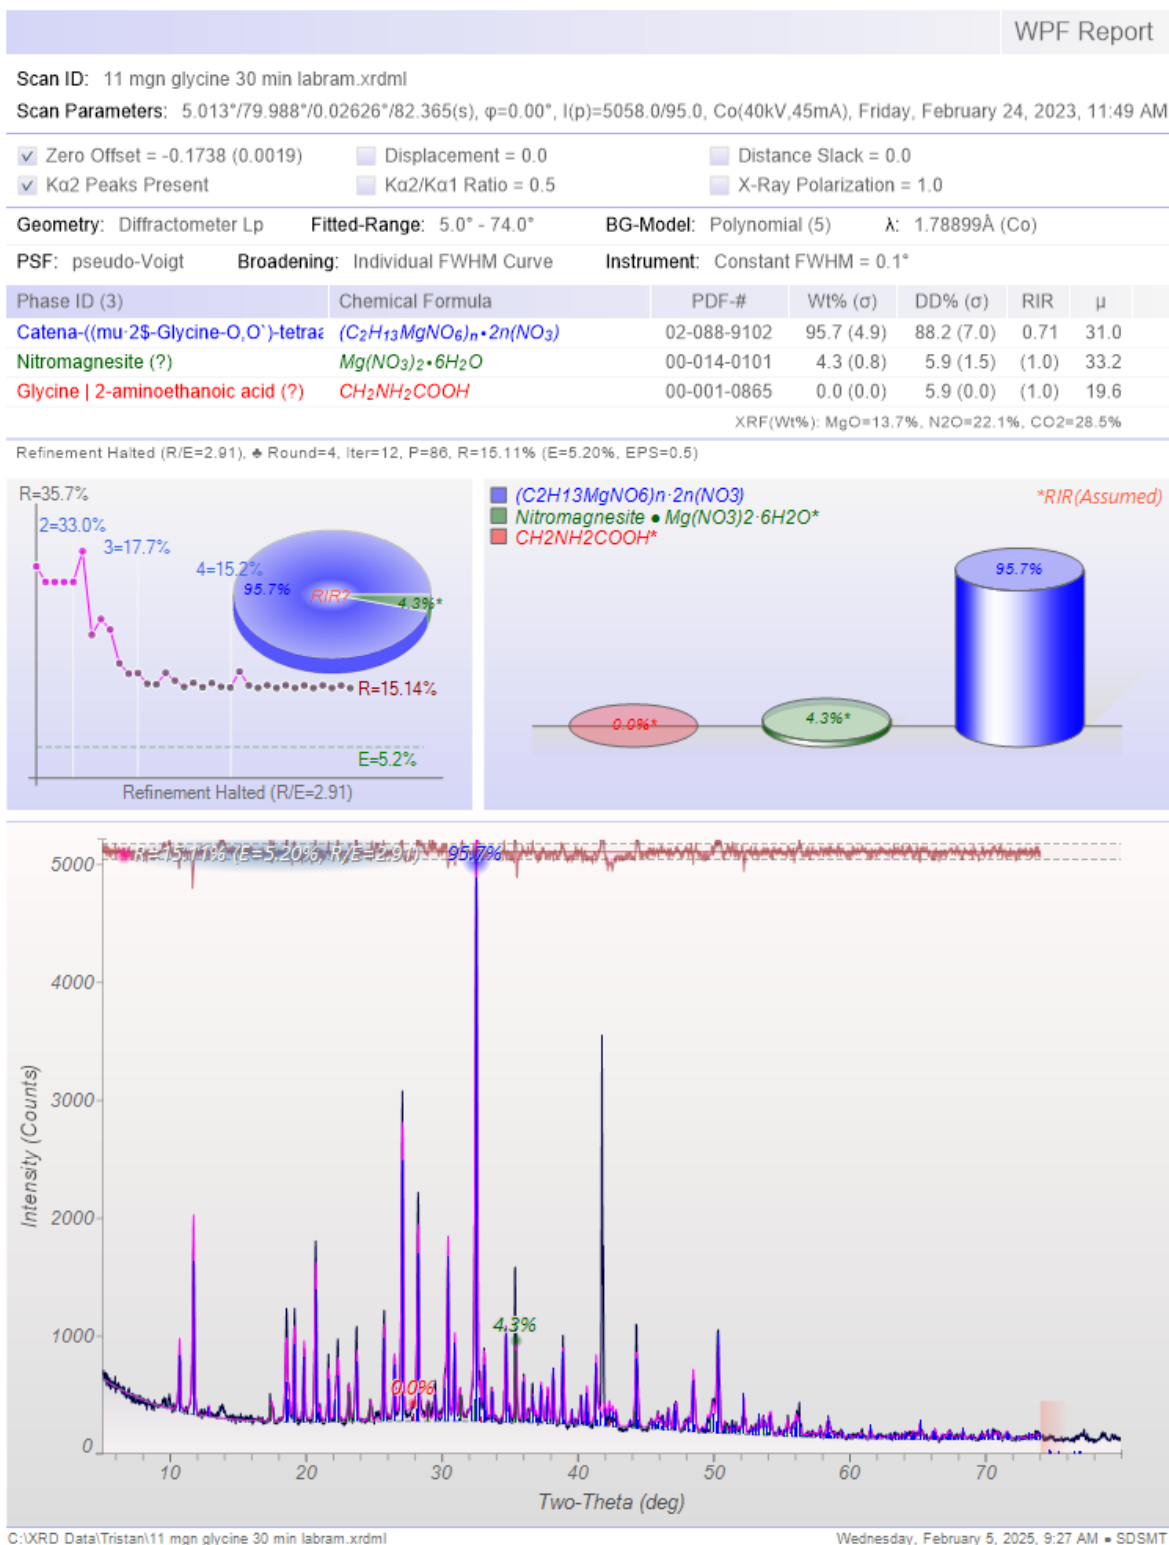 WPF Report
Scan ID: 11 mgn glycine 30 min labram.xrdml
Scan Parameters: 5.013°/79.988°/0.02626°/82.365(s), φ=0.00°, I(p)=5058.0/95.0, Co(40kV,45mA), Friday, February 24, 2023, 11:49 AM
Zero Offset = -0.1738 (0.0019) Displacement = 0.0 Distance Slack = 0.0
Kα2 Peaks Present Kα2/Kα1 Ratio = 0.5 X-Ray Polarization = 1.0
Geometry: Diffractometer Lp Fitted-Range: 5.0° - 74.0° BG-Model: Polynomial (5) λ: 1.78899Å (Co)
PSF: pseudo-Voigt Broadening: Individual FWHM Curve Instrument: Constant FWHM = 0.1°
Phase ID (3) Chemical Formula PDF-# Wt% (σ) DD% (σ) RIR μ
Catena-((mu·2$-Glycine-O,O`)-tetraa (C₂H₁₃MgNO₆)n•2n(NO₃) 02-088-9102 95.7 (4.9) 88.2 (7.0) 0.71 31.0
Nitromagnesite (?) Mg(NO₃)₂•6H₂O 00-014-0101 4.3 (0.8) 5.9 (1.5) (1.0) 33.2
Glycine | 2-aminoethanoic acid (?) CH₂NH₂COOH 00-001-0865 0.0 (0.0) 5.9 (0.0) (1.0) 19.6
XRF(Wt%): MgO=13.7%, N2O=22.1%, CO2=28.5%
Refinement Halted (R/E=2.91), ♣ Round=4, Iter=12, P=86, R=15.11% (E=5.20%, EPS=0.5)
R=35.7%
2=33.0%
3=17.7%
4=15.2%
95.7%
RIR?
4.3%*
R=15.14%
E=5.2%
Refinement Halted (R/E=2.91)
(C2H13MgNO6)n·2n(NO3)
Nitromagnesite • Mg(NO3)2·6H2O*
CH2NH2COOH*
*RIR(Assumed)
95.7%
0.0%*
4.3%*
R=15.11% (E=5.20%, R/E=2.91)
95.7%
5000
4000
3000
2000
1000
0
Intensity (Counts)
4.3%
0.0%
10 20 30 40 50 60 70
Two-Theta (deg)
C:\XRD Data\Tristan\11 mgn glycine 30 min labram.xrdml Wednesday, February 5, 2025, 9:27 AM • SDSMT